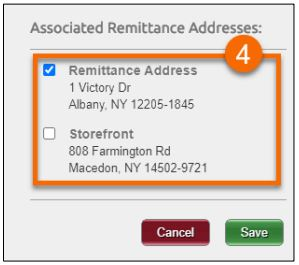 Associated Remittance Addresses:
4
Remittance Address
1 Victory Dr
Albany, NY 12205-1845
Storefront
808 Farmington Rd
Macedon, NY 14502-9721
Cancel Save